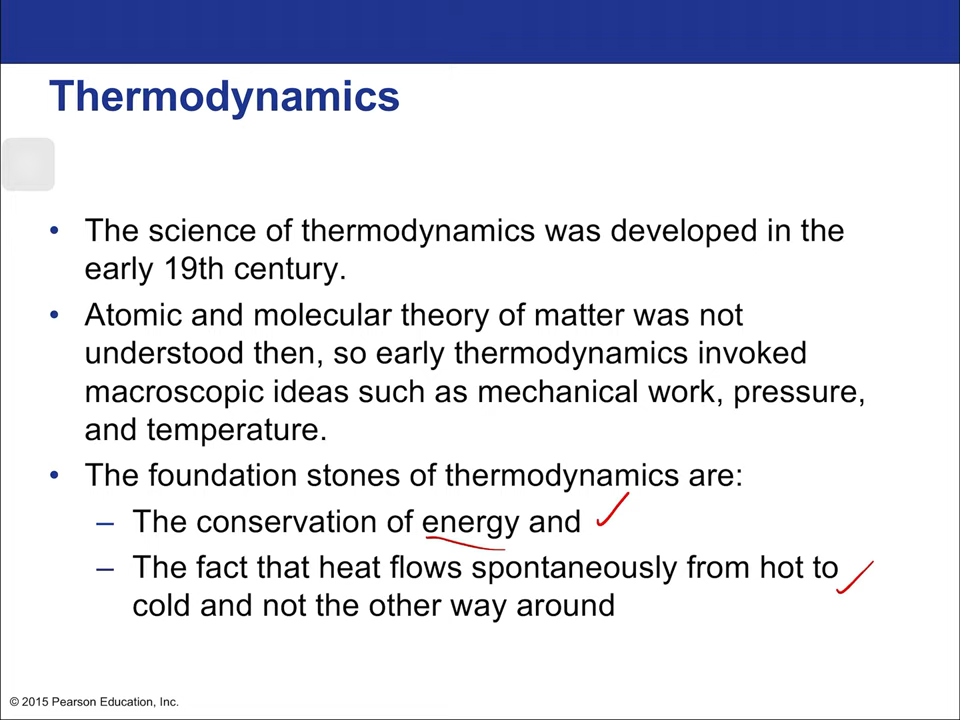 Thermodynamics
• The science of thermodynamics was developed in the
early 19th century.
• Atomic and molecular theory of matter was not
understood then, so early thermodynamics invoked
macroscopic ideas such as mechanical work, pressure,
and temperature.
• The foundation stones of thermodynamics are:
– The conservation of energy and
– The fact that heat flows spontaneously from hot to
cold and not the other way around
© 2015 Pearson Education, Inc.